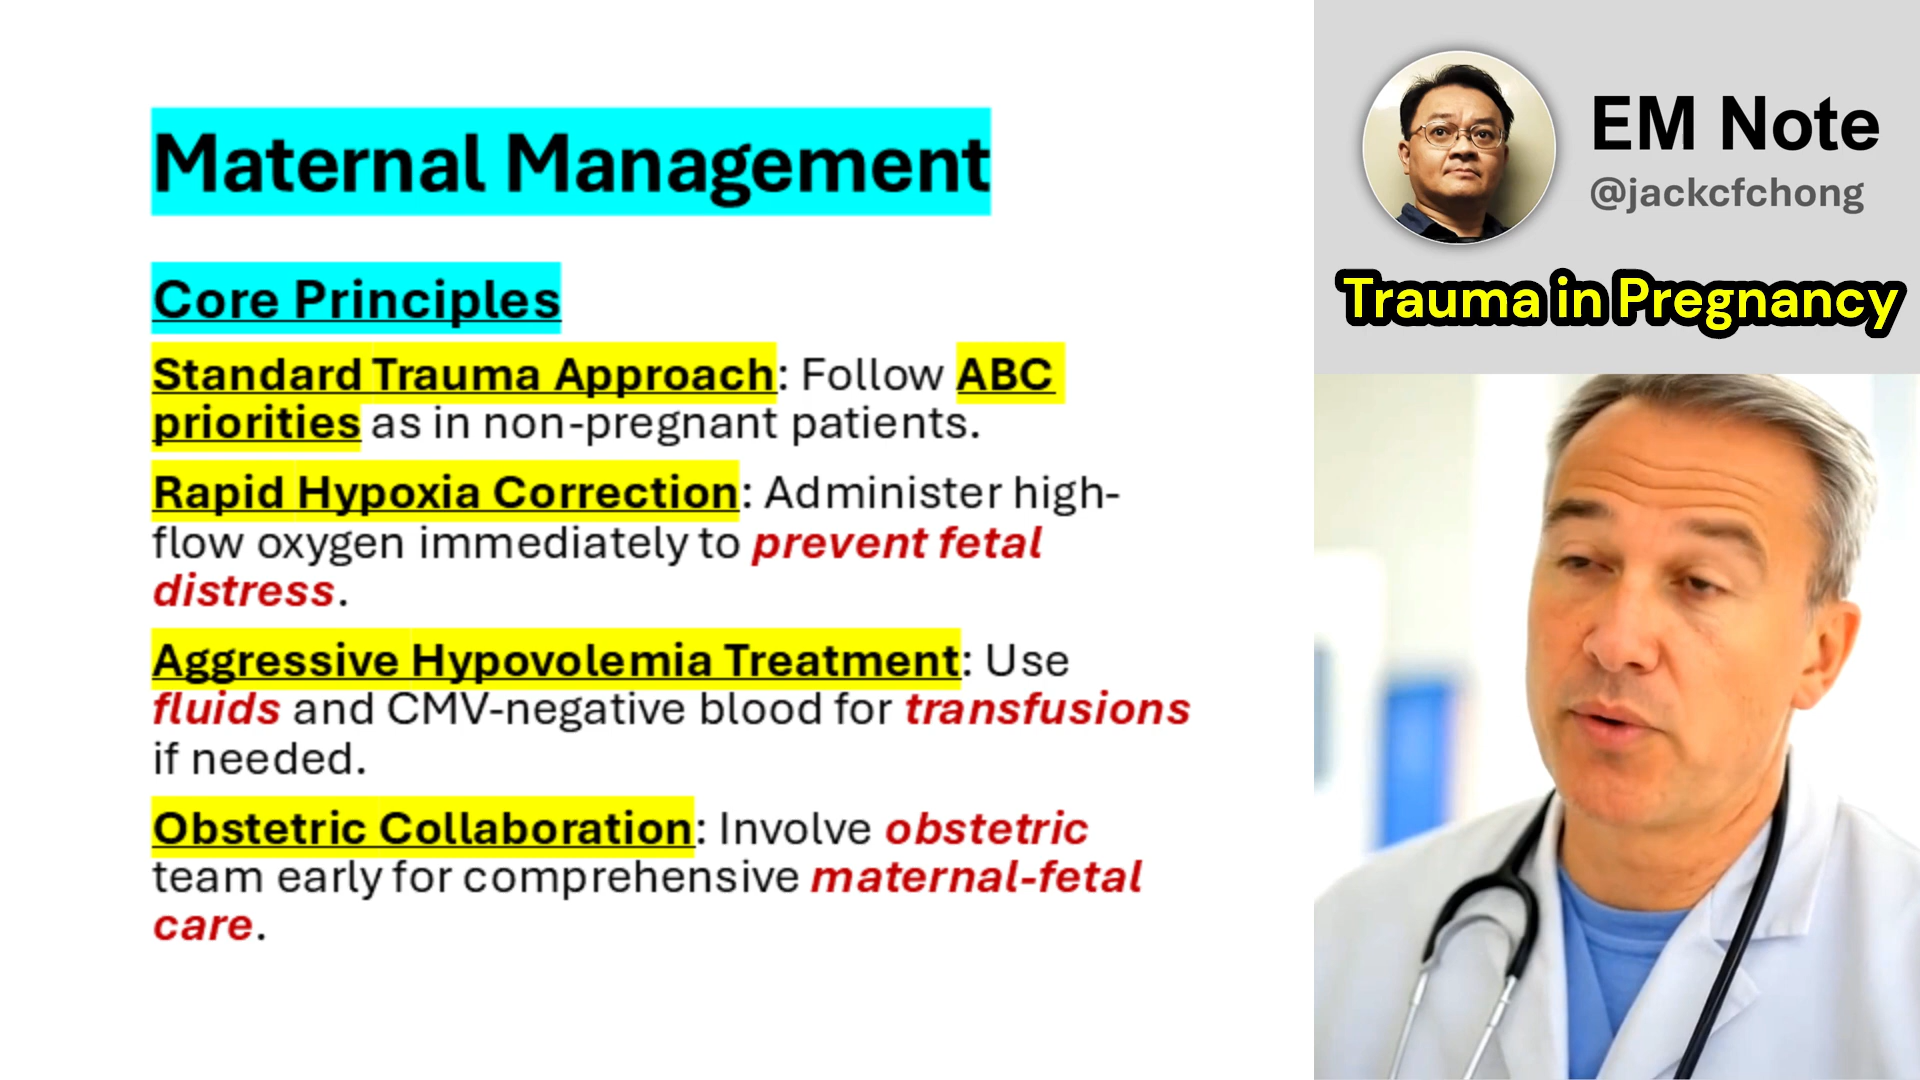 Maternal Management
Core Principles
Standard Trauma Approach: Follow ABC
priorities as in non-pregnant patients.
Rapid Hypoxia Correction: Administer high-
flow oxygen immediately to prevent fetal
distress.
Aggressive Hypovolemia Treatment: Use
fluids and CMV-negative blood for transfusions
if needed.
Obstetric Collaboration: Involve obstetric
team early for comprehensive maternal-fetal
care.
EM Note
@jackcfchong
Trauma in Pregnancy